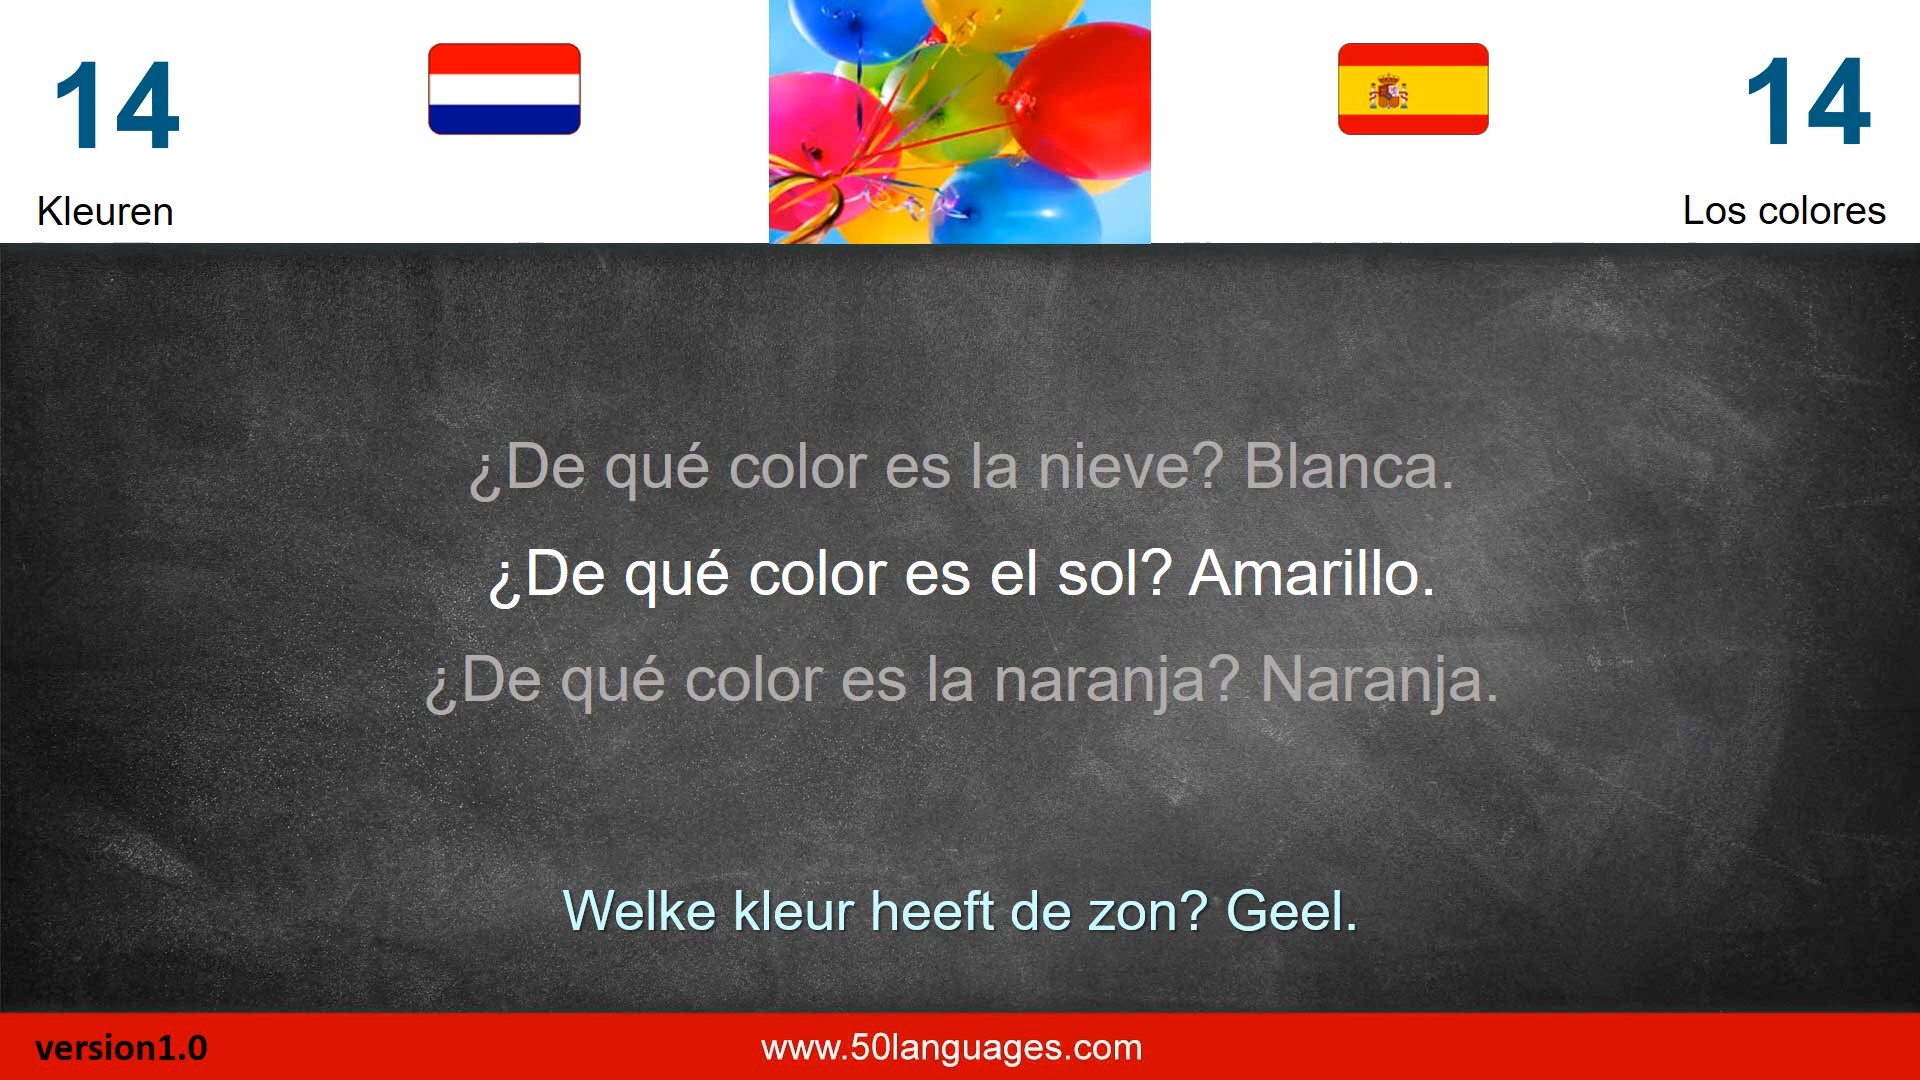 14
14
Kleuren
Los colores
¿De qué color es la nieve? Blanca.
¿De qué color es el sol? Amarillo.
¿De qué color es la naranja? Naranja.
Welke kleur heeft de zon? Geel.
version1.0
www.50languages.com